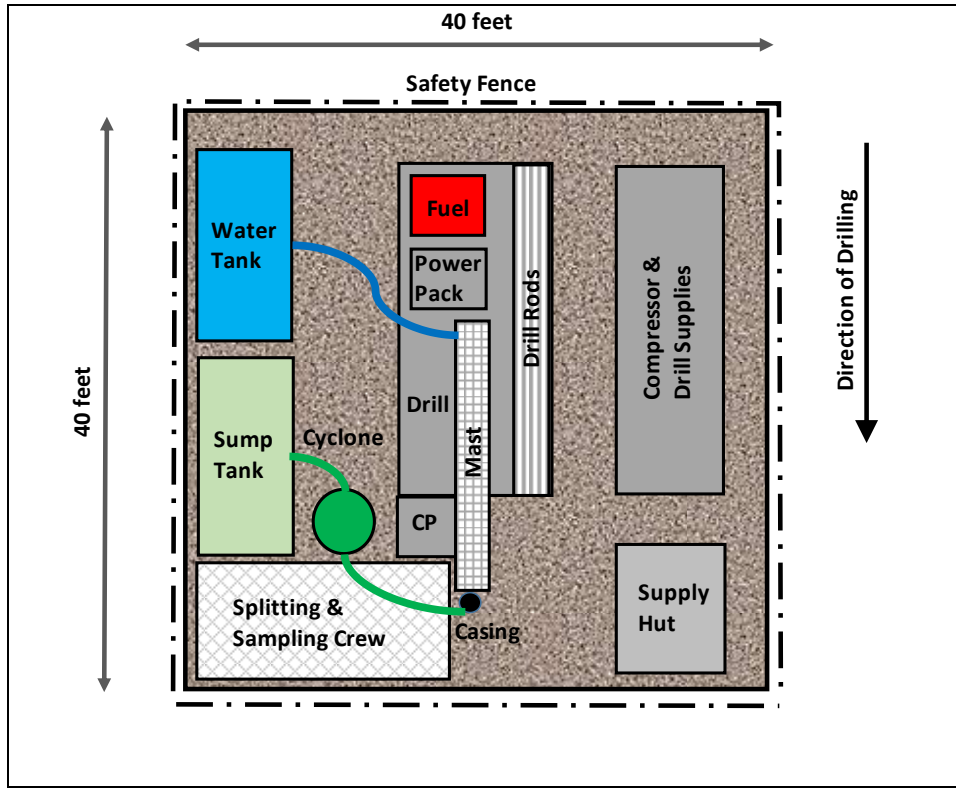 40 feet
Safety Fence
40 feet
Direction of Drilling
Water
Tank
Fuel
Power
Pack
Drill Rods
Compressor &
Drill Supplies
Drill
Mast
Sump
Tank
Cyclone
CP
Splitting &
Sampling Crew
Casing
Supply
Hut